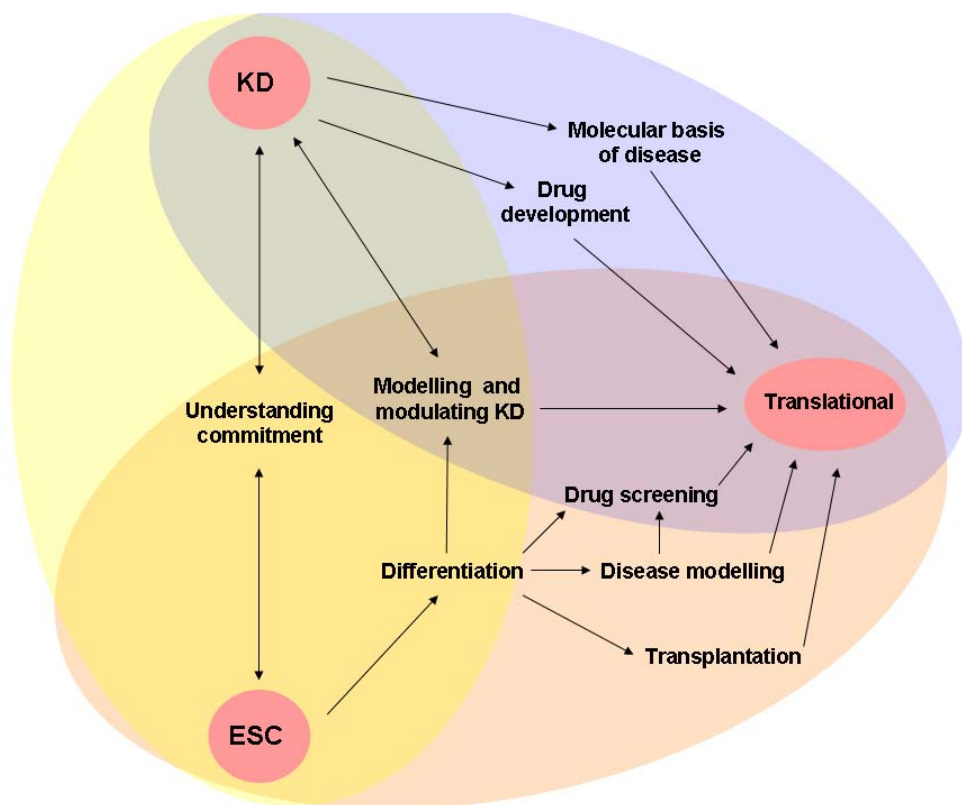 KD
Molecular basis
of disease
Drug
development
Modelling and
modulating KD
Understanding
commitment
Translational
Drug screening
Differentiation
Disease modelling
Transplantation
ESC